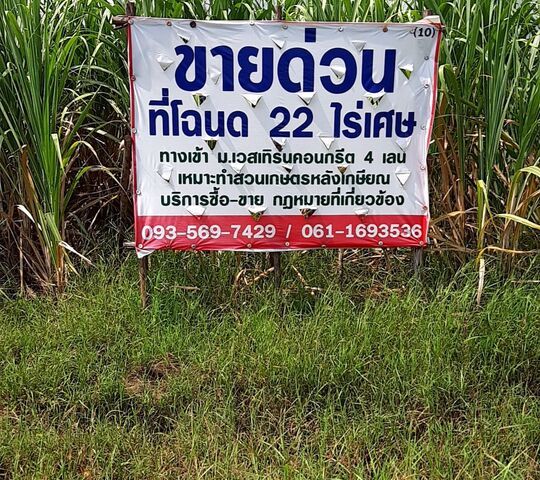 (10)
ขายด่อน
ที่โฉนด 22 ไร่เศษ
ทางเข้า ม.เวสเทิร์นคอนกรีต 4 เลน
เหมาะทำสวนเกษตรหลังเกษียณ
บริการซื้อ-ขาย กฎหมายที่เกี่ยวข้อง
093-569-7429 / 061-1693536